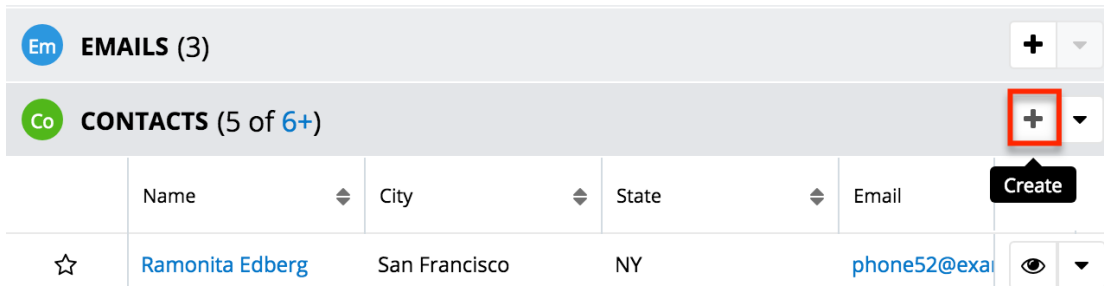 Em EMAILS (3)
Co CONTACTS (5 of 6+)
Create
Name City State Email
Ramonita Edberg San Francisco NY phone52@exa